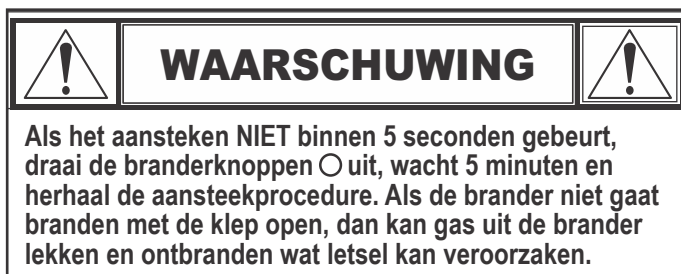 WAARSCHUWING
Als het aansteken NIET binnen 5 seconden gebeurt,
draai de branderknoppen O uit, wacht 5 minuten en
herhaal de aansteekprocedure. Als de brander niet gaat
branden met de klep open, dan kan gas uit de brander
lekken en ontbranden wat letsel kan veroorzaken.